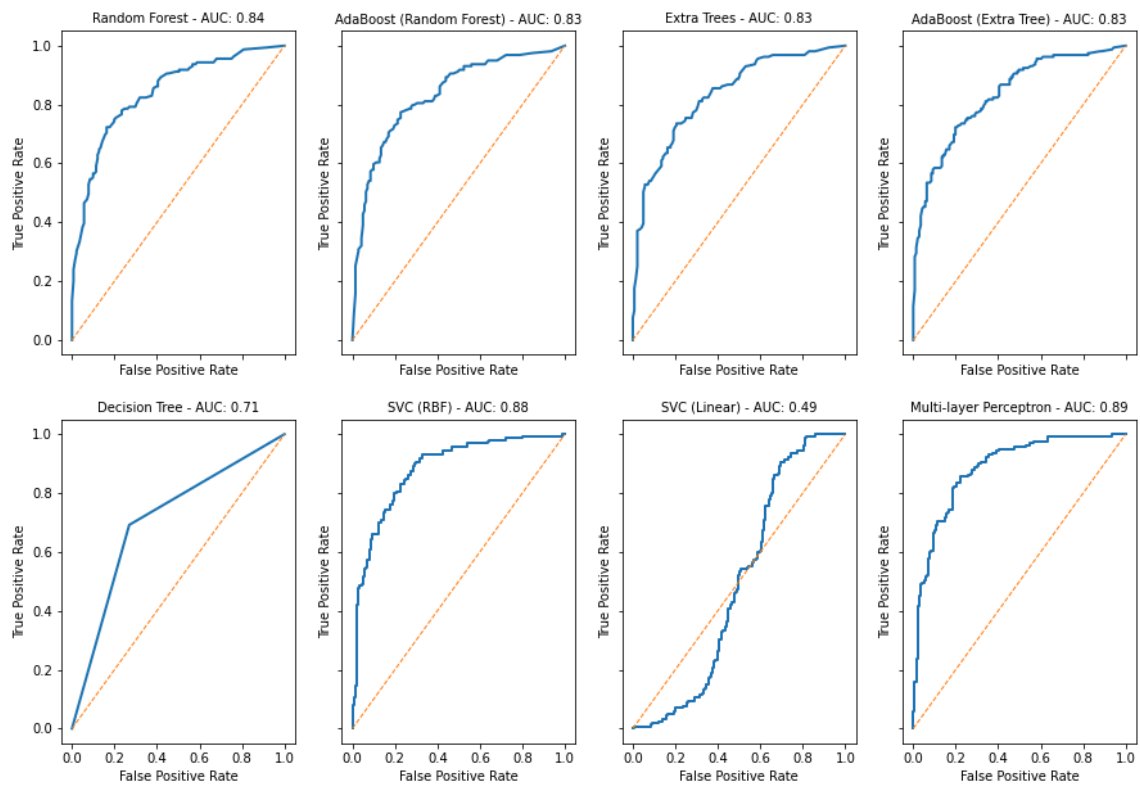 Random Forest - AUC: 0.84
AdaBoost (Random Forest) - AUC: 0.83
Extra Trees - AUC: 0.83
AdaBoost (Extra Tree) - AUC: 0.83
1.0
0.8
0.6
0.4
0.2
0.0
True Positive Rate
True Positive Rate
True Positive Rate
True Positive Rate
False Positive Rate
False Positive Rate
False Positive Rate
False Positive Rate
Decision Tree - AUC: 0.71
SVC (RBF) - AUC: 0.88
SVC (Linear) - AUC: 0.49
Multi-layer Perceptron - AUC: 0.89
1.0
0.8
0.6
0.4
0.2
0.0
True Positive Rate
True Positive Rate
True Positive Rate
True Positive Rate
0.0 0.2 0.4 0.6 0.8 1.0
0.0 0.2 0.4 0.6 0.8 1.0
0.0 0.2 0.4 0.6 0.8 1.0
0.0 0.2 0.4 0.6 0.8 1.0
False Positive Rate
False Positive Rate
False Positive Rate
False Positive Rate